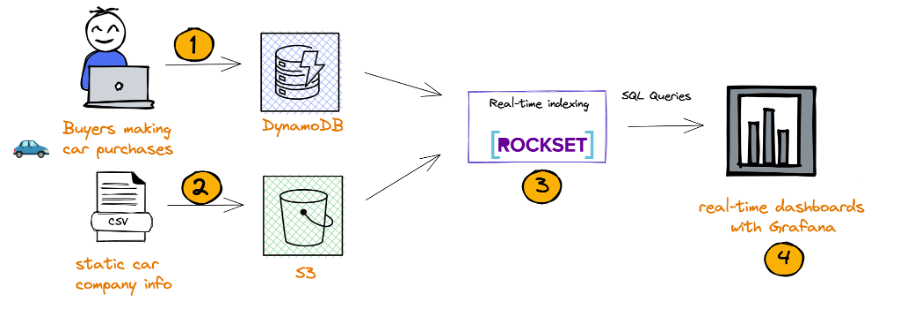 1
Buyers making
car purchases
DynamoDB
2
CSV
static car
company info
S3
Real-time indexing
[ROCKSET]
3
SQL Queries
real-time dashboards
with Grafana
4